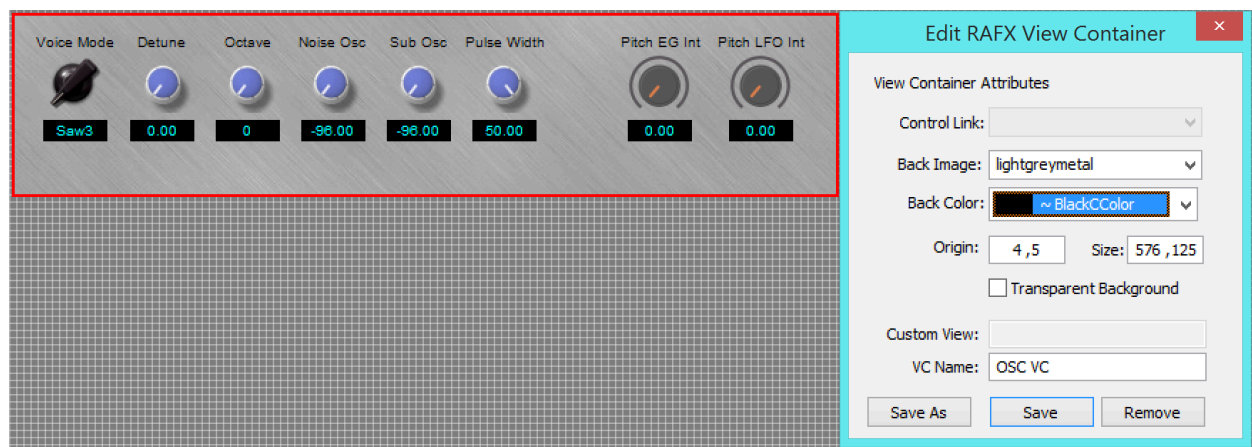 Voice Mode Detune Octave Noise Osc Sub Osc Pulse Width Pitch EG Int Pitch LFO Int
Saw3 0.00 0 -96.00 -96.00 50.00 0.00 0.00
Edit RAFX View Container
View Container Attributes
Control Link:
Back Image: lightgreymetal
Back Color: ~ BlackCColor
Origin: 4 ,5 Size: 576 ,125
Transparent Background
Custom View:
VC Name: OSC VC
Save As Save Remove